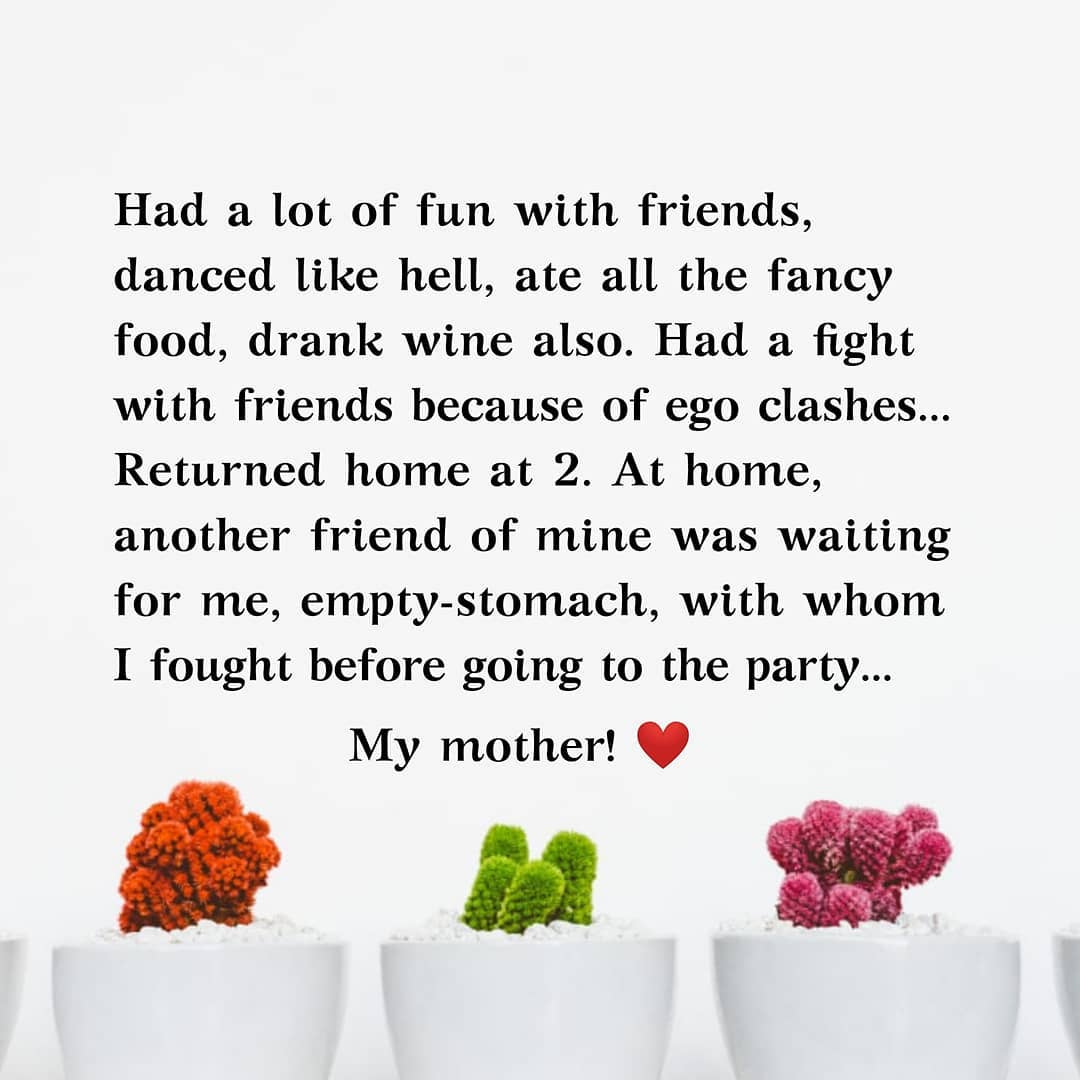 Had a lot of fun with friends,
danced like hell, ate all the fancy
food, drank wine also. Had a fight
with friends because of ego clashes...
Returned home at 2. At home,
another friend of mine was waiting
for me, empty-stomach, with whom
I fought before going to the party...
My mother! ❤️